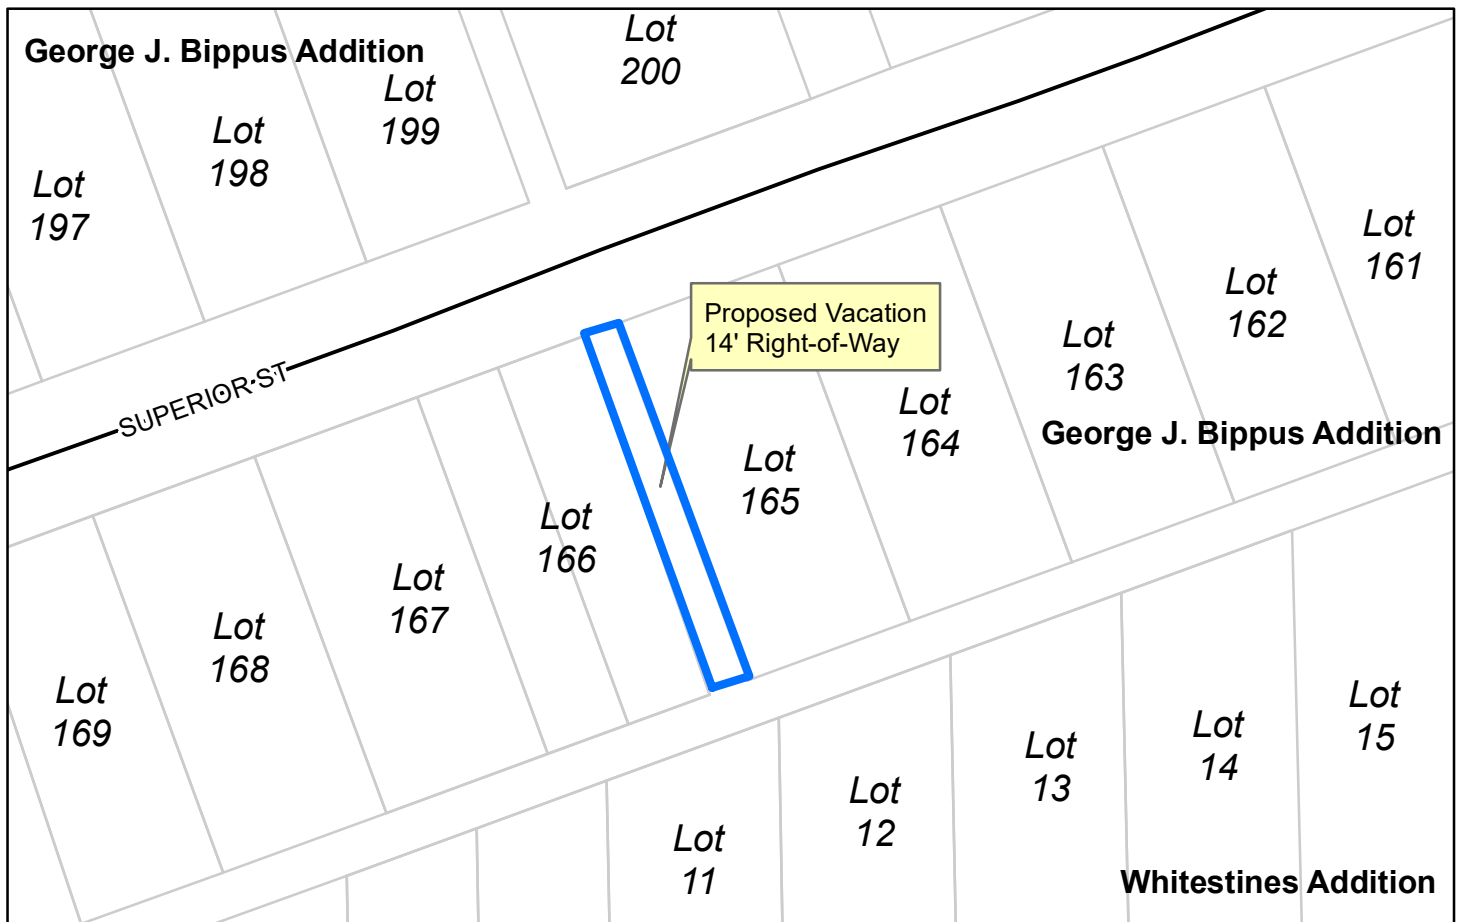 George J. Bippus Addition
Lot
200
Lot
199
Lot
198
Lot
197
Lot
161
Lot
162
Proposed Vacation
14' Right-of-Way
Lot
163
SUPERIOR ST
Lot
164
George J. Bippus Addition
Lot
165
Lot
166
Lot
167
Lot
168
Lot
169
Lot
15
Lot
14
Lot
13
Lot
12
Lot
11
Whitestines Addition